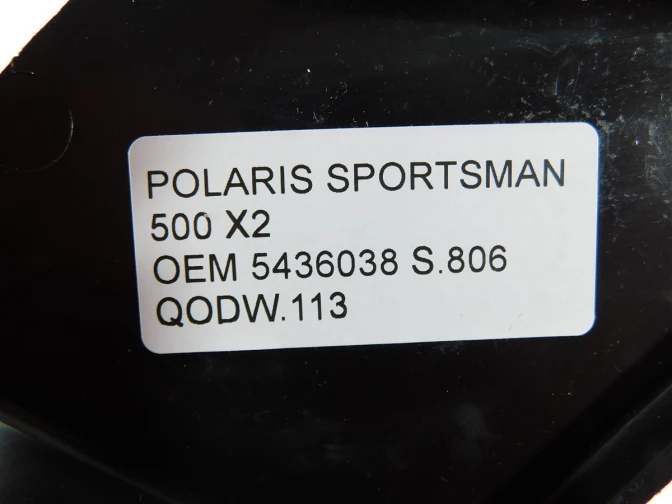 POLARIS SPORTSMAN
500 X2
OEM 5436038 S.806
QODW.113